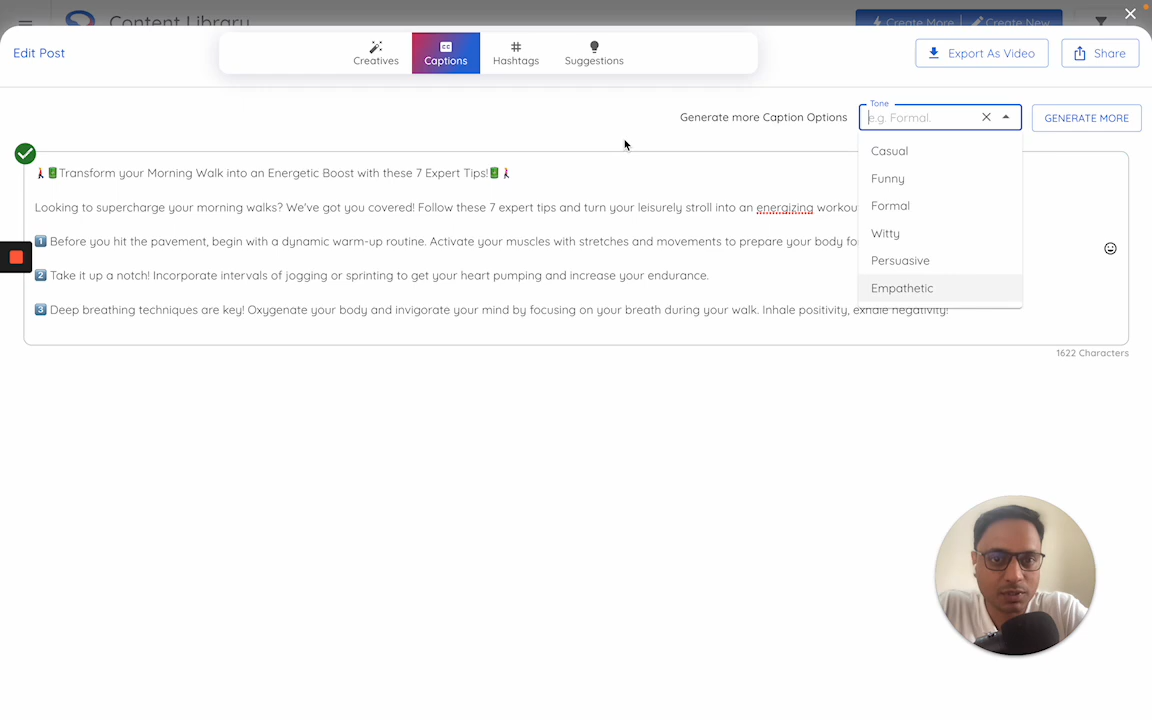 Content Library
Create More
Create New
Edit Post
Creatives
CC
Captions
Hashtags
Suggestions
Export As Video
Share
Generate more Caption Options
Tone
e.g. Formal.
GENERATE MORE
Casual
Funny
Formal
Witty
Persuasive
Empathetic
Transform your Morning Walk into an Energetic Boost with these 7 Expert Tips!
Looking to supercharge your morning walks? We've got you covered! Follow these 7 expert tips and turn your leisurely stroll into an energizing workou
1 Before you hit the pavement, begin with a dynamic warm-up routine. Activate your muscles with stretches and movements to prepare your body fo
2 Take it up a notch! Incorporate intervals of jogging or sprinting to get your heart pumping and increase your endurance.
3 Deep breathing techniques are key! Oxygenate your body and invigorate your mind by focusing on your breath during your walk. Inhale positivity, exhale negativity!
1622 Characters